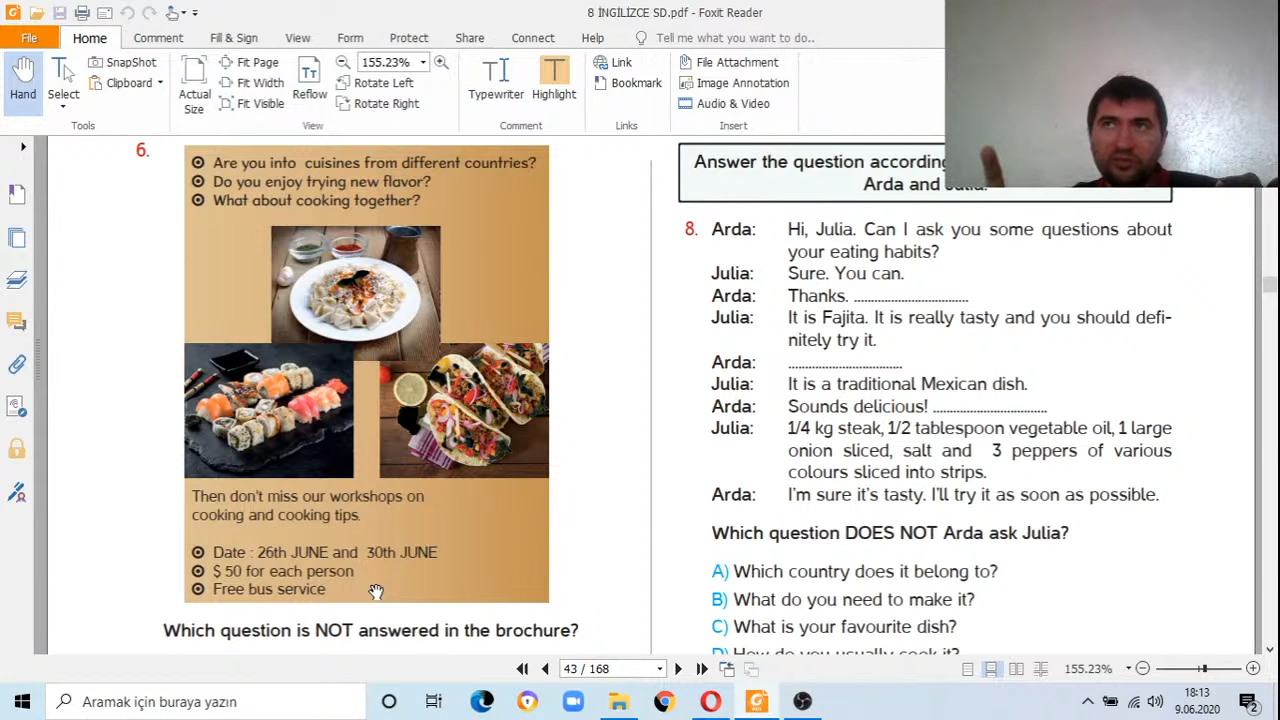 8 İNGİLİZCE SD.pdf - Foxit Reader
File
Home
Comment
Fill & Sign
View
Form
Protect
Share
Connect
Help
Tell me what you want to do...
Hand
Select
SnapShot
Clipboard
Tools
Actual Size
Fit Page
Fit Width
Fit Visible
Reflow
155.23%
Rotate Left
Rotate Right
View
Typewriter
Highlight
Comment
Link
Bookmark
Links
File Attachment
Image Annotation
Audio & Video
Insert
6.
Are you into cuisines from different countries?
Do you enjoy trying new flavor?
What about cooking together?
Then don't miss our workshops on
cooking and cooking tips.
Date : 26th JUNE and 30th JUNE
$ 50 for each person
Free bus service
Which question is NOT answered in the brochure?
Answer the question according
Arda and Julia.
8. Arda: Hi, Julia. Can I ask you some questions about
your eating habits?
Julia: Sure. You can.
Arda: Thanks. ..................................
Julia: It is Fajita. It is really tasty and you should defi-
nitely try it.
Arda: ..................................
Julia: It is a traditional Mexican dish.
Arda: Sounds delicious! ..................................
Julia: 1/4 kg steak, 1/2 tablespoon vegetable oil, 1 large
onion sliced, salt and 3 peppers of various
colours sliced into strips.
Arda: I'm sure it's tasty. I'll try it as soon as possible.
Which question DOES NOT Arda ask Julia?
A) Which country does it belong to?
B) What do you need to make it?
C) What is your favourite dish?
D) How do you usually cook it?
43 / 168
155.23%
Aramak için buraya yazın
18:13
9.06.2020
2